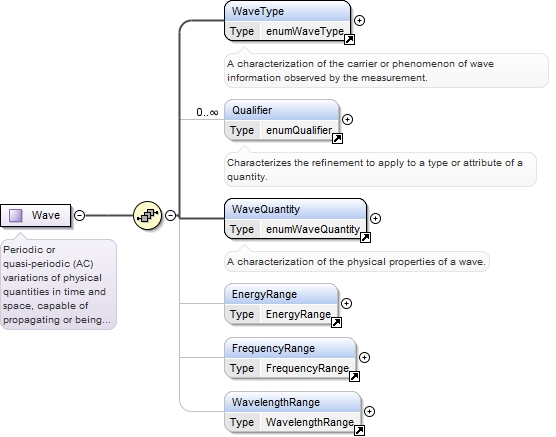 WaveType
Type enumWaveType
A characterization of the carrier or phenomenon of wave
information observed by the measurement.
0..∞
Qualifier
Type enumQualifier
Characterizes the refinement to apply to a type or attribute of a
quantity.
Wave
Periodic or
quasi-periodic (AC)
variations of physical
quantities in time and
space, capable of
propagating or being...
WaveQuantity
Type enumWaveQuantity
A characterization of the physical properties of a wave.
EnergyRange
Type EnergyRange
FrequencyRange
Type FrequencyRange
WavelengthRange
Type WavelengthRange